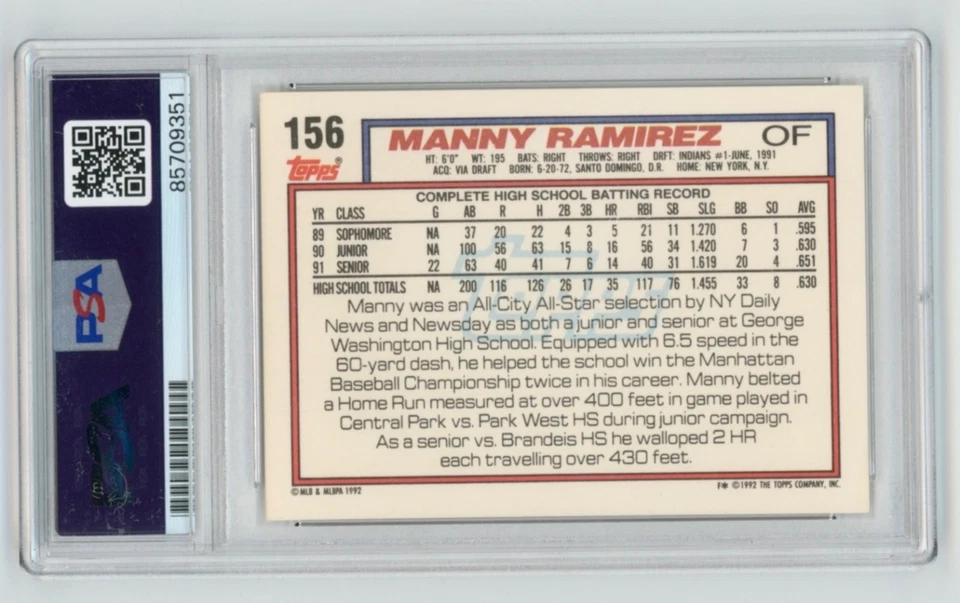 85709351
PSA
156
MANNY RAMIREZ OF
topps®
HT: 6'0" WT: 195 BATS: RIGHT THROWS: RIGHT DRFT: INDIANS #1-JUNE, 1991
ACQ: VIA DRAFT BORN: 6-20-72, SANTO DOMINGO, D.R. HOME: NEW YORK, N.Y.
COMPLETE HIGH SCHOOL BATTING RECORD
YR CLASS G AB R H 2B 3B HR RBI SB SLG BB SO AVG
89 SOPHOMORE NA 37 20 22 4 3 5 21 11 1.270 6 1 .595
90 JUNIOR NA 100 56 63 15 8 16 56 34 1.420 7 3 .630
91 SENIOR 22 63 40 41 7 6 14 40 31 1.619 20 4 .651
HIGH SCHOOL TOTALS NA 200 116 126 26 17 35 117 76 1.455 33 8 .630
Manny was an All-City All-Star selection by NY Daily
News and Newsday as both a junior and senior at George
Washington High School. Equipped with 6.5 speed in the
60-yard dash, he helped the school win the Manhattan
Baseball Championship twice in his career. Manny belted
a Home Run measured at over 400 feet in game played in
Central Park vs. Park West HS during junior campaign.
As a senior vs. Brandeis HS he walloped 2 HR
each travelling over 430 feet.
© MLB & MLBPA 1992
F✱ © 1992 THE TOPPS COMPANY, INC.